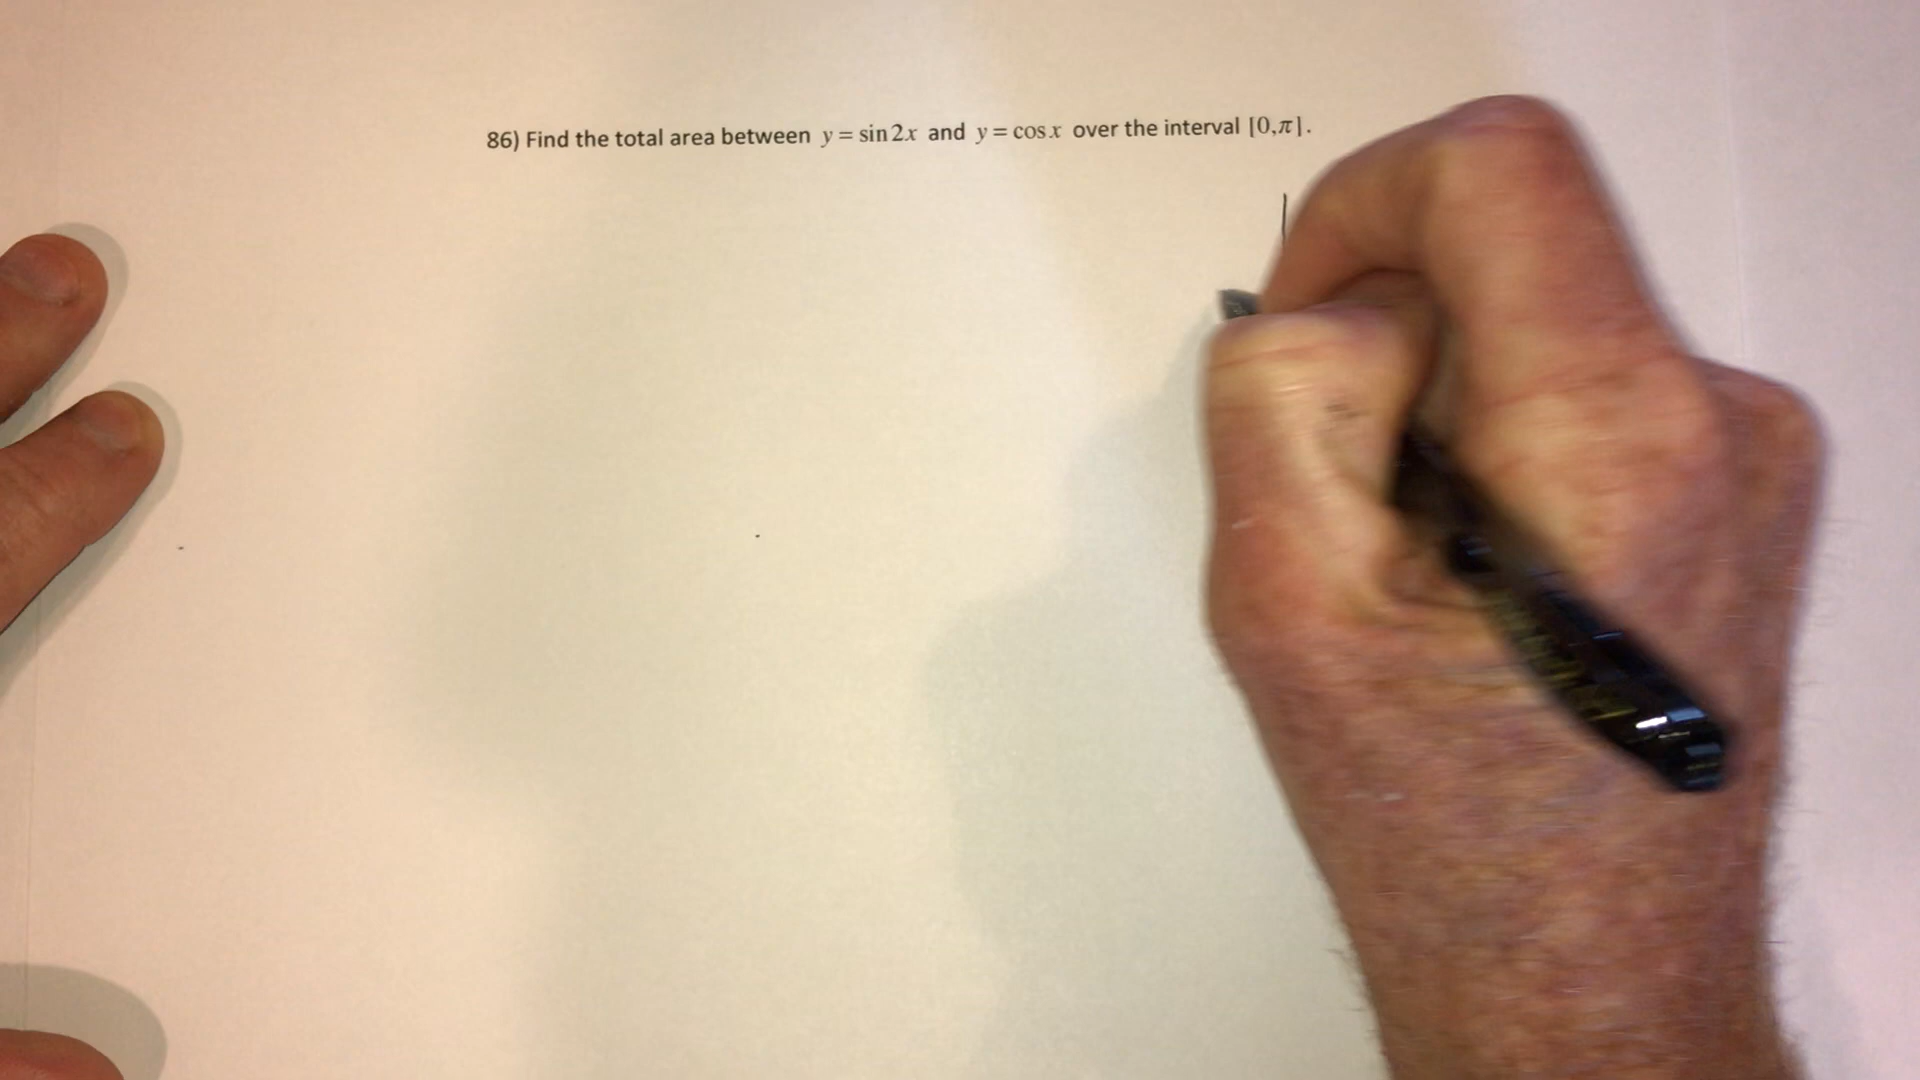 86) Find the total area between y = sin 2x and y = cos x over the interval [0,π].